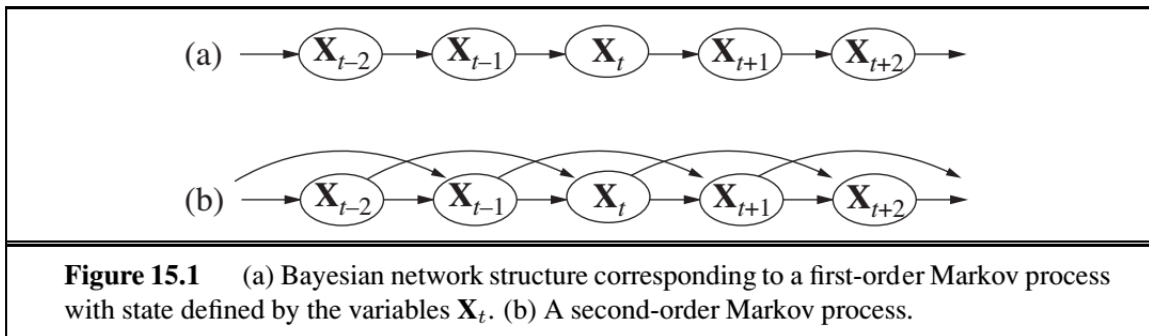 (a) X_{t–2} X_{t–1} X_t X_{t+1} X_{t+2}
(b) X_{t–2} X_{t–1} X_t X_{t+1} X_{t+2}
Figure 15.1 (a) Bayesian network structure corresponding to a first-order Markov process
with state defined by the variables X_t. (b) A second-order Markov process.